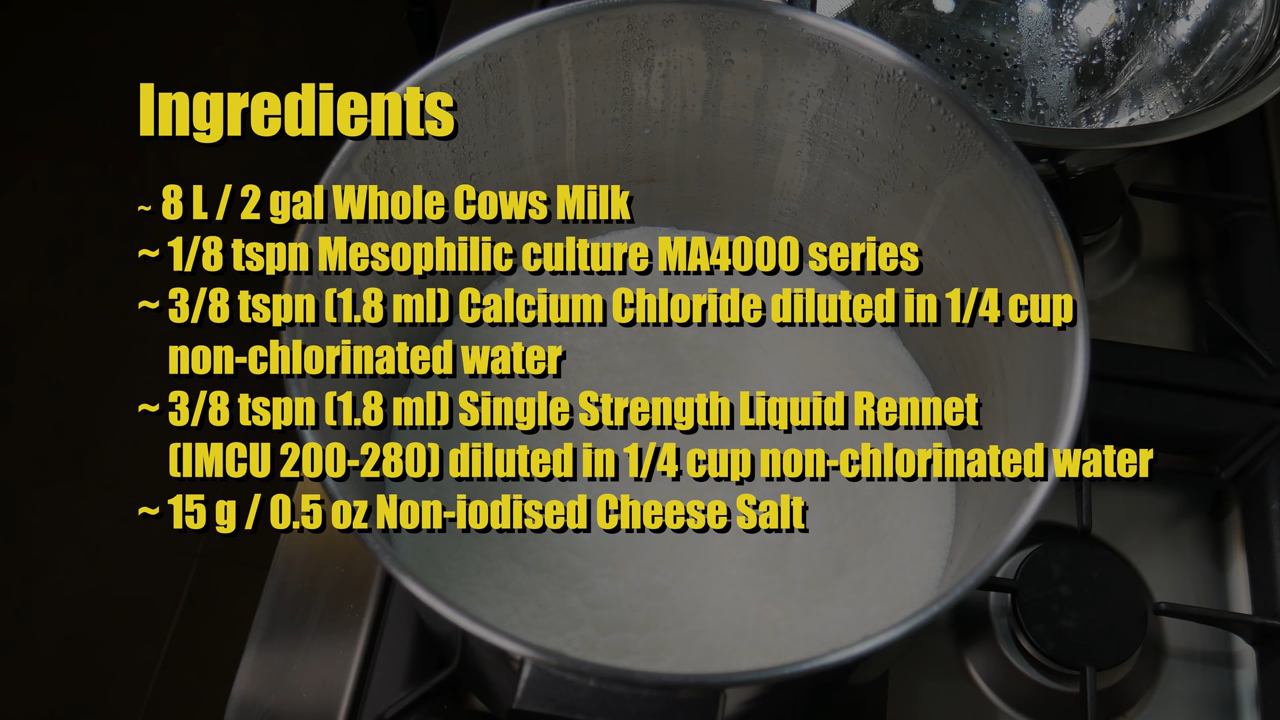 Ingredients
~ 8 L / 2 gal Whole Cows Milk
~ 1/8 tspn Mesophilic culture MA4000 series
~ 3/8 tspn (1.8 ml) Calcium Chloride diluted in 1/4 cup
non-chlorinated water
~ 3/8 tspn (1.8 ml) Single Strength Liquid Rennet
(IMCU 200-280) diluted in 1/4 cup non-chlorinated water
~ 15 g / 0.5 oz Non-iodised Cheese Salt